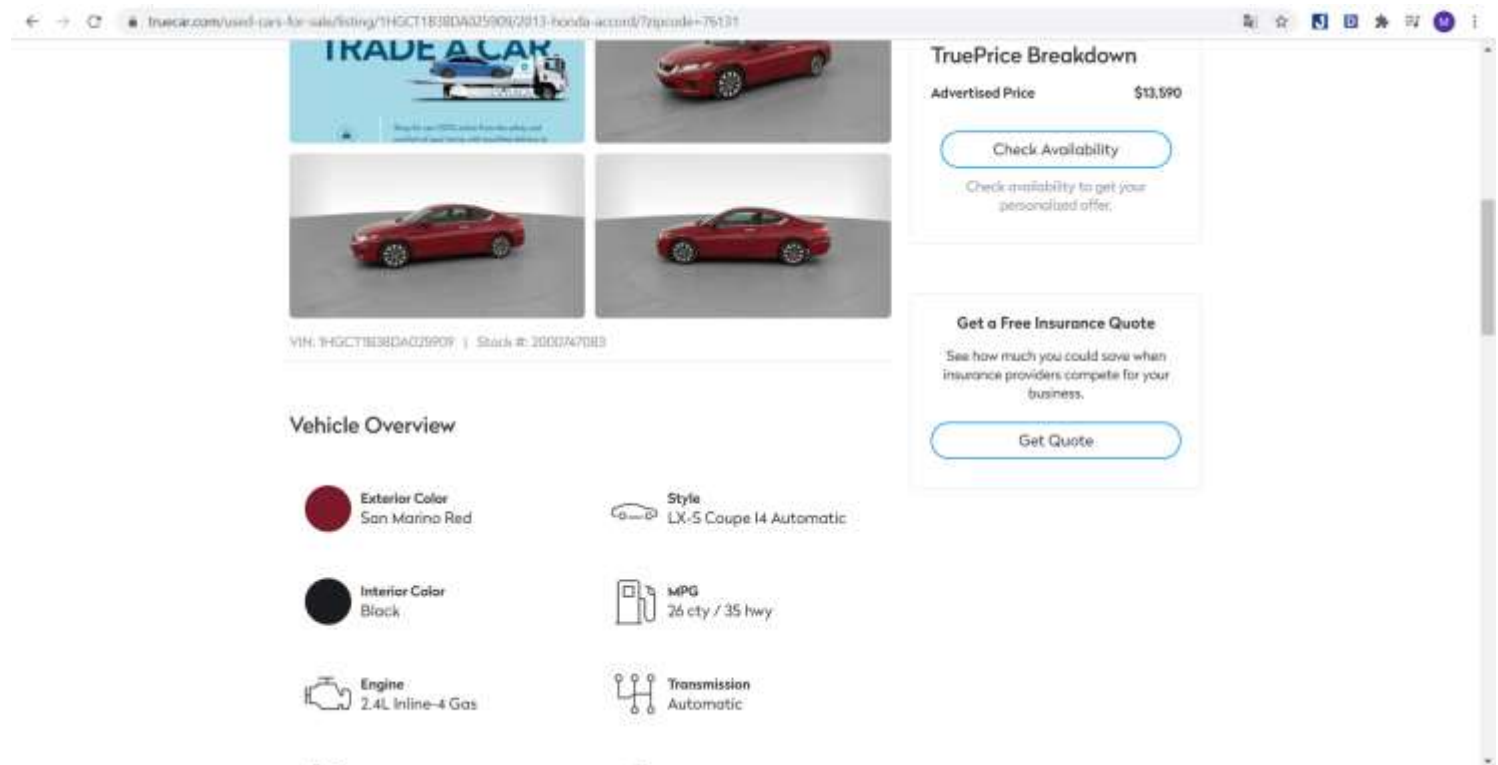 truecar.com/used-cars-for-sale/listing/1HGCT1B38DA025909/2013-honda-accord/?zipcode=76131
M
TRADE A CAR
TruePrice Breakdown
Advertised Price $13,590
Check Availability
Check availability to get your
personalized offer.
VIN: 1HGCT1B38DA025909 | Stock #: 2000747083
Get a Free Insurance Quote
See how much you could save when
insurance providers compete for your
business.
Get Quote
Vehicle Overview
Exterior Color
San Marino Red
Style
LX-S Coupe I4 Automatic
Interior Color
Black
MPG
26 cty / 35 hwy
Engine
2.4L Inline-4 Gas
Transmission
Automatic